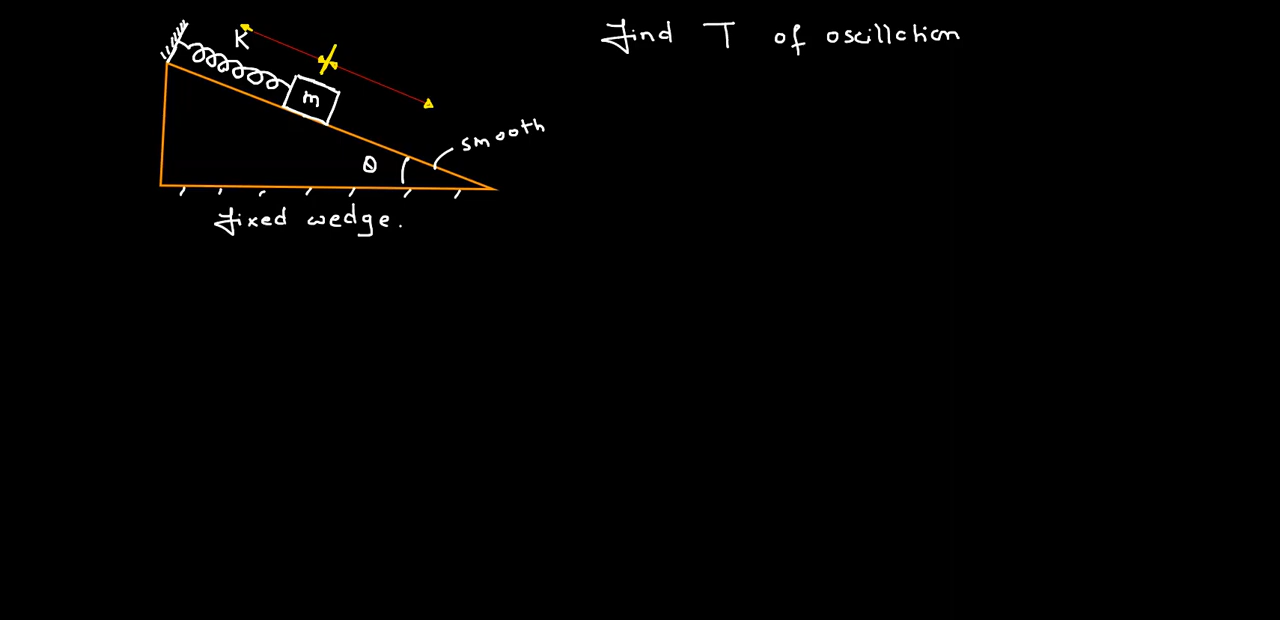 Find T of oscillation
K
m
θ
smooth
fixed wedge.